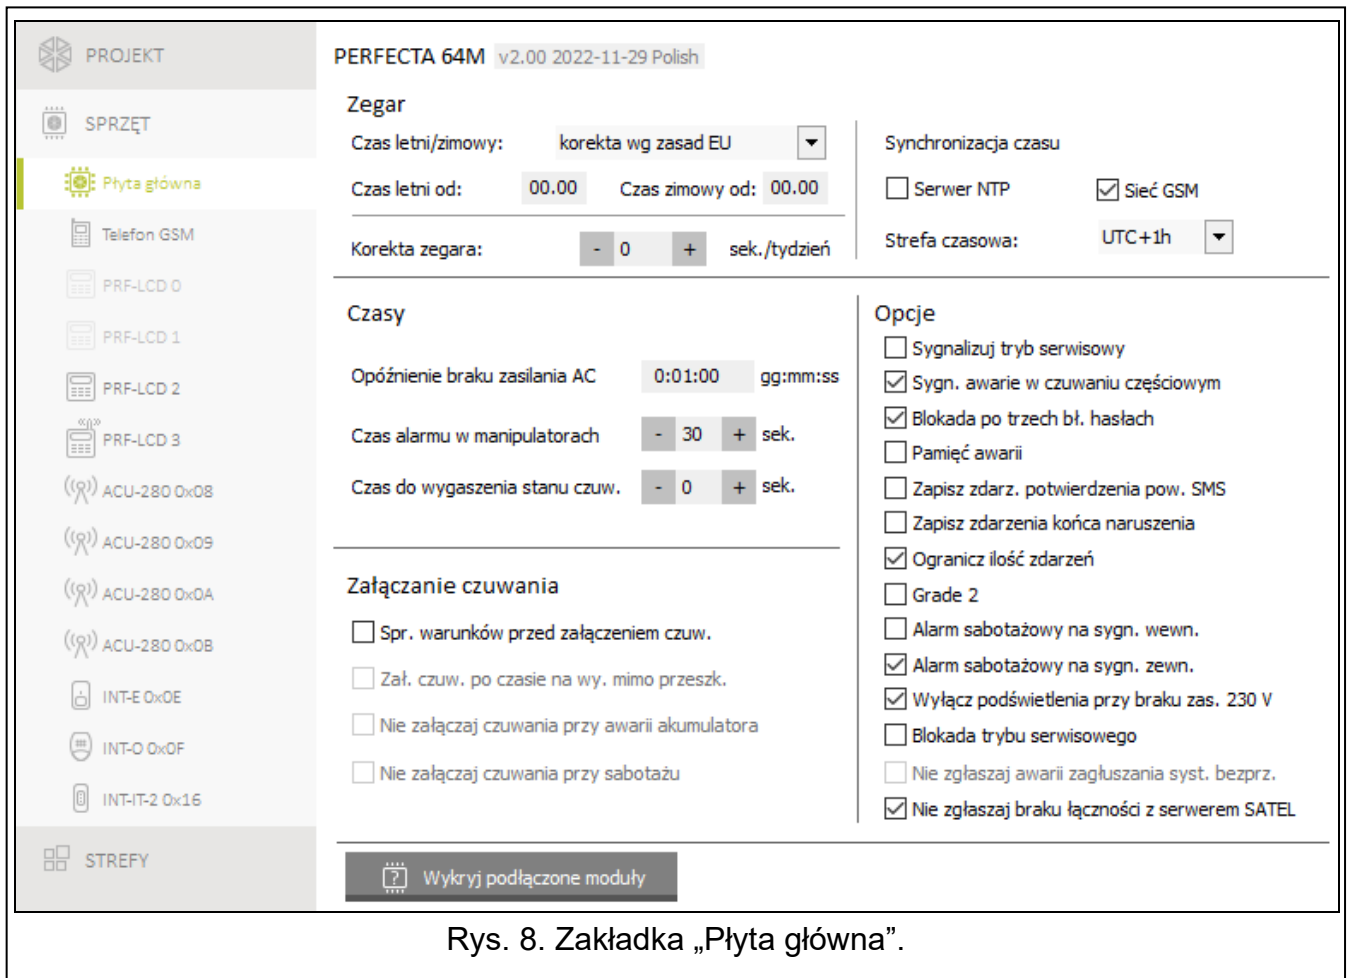 PROJEKT
SPRZĘT
Płyta główna
Telefon GSM
PRF-LCD 0
PRF-LCD 1
PRF-LCD 2
PRF-LCD 3
ACU-280 0x08
ACU-280 0x09
ACU-280 0x0A
ACU-280 0x0B
INT-E 0x0E
INT-O 0x0F
INT-IT-2 0x16
STREFY
PERFECTA 64M v2.00 2022-11-29 Polish
Zegar
Czas letni/zimowy: korekta wg zasad EU
Czas letni od: 00.00 Czas zimowy od: 00.00
Korekta zegara: - 0 + sek./tydzień
Synchronizacja czasu
Serwer NTP Sieć GSM
Strefa czasowa: UTC+1h
Czasy
Opóźnienie braku zasilania AC 0:01:00 gg:mm:ss
Czas alarmu w manipulatorach - 30 + sek.
Czas do wygaszenia stanu czuw. - 0 + sek.
Załączanie czuwania
Spr. warunków przed załączeniem czuw.
Zał. czuw. po czasie na wy. mimo przeszk.
Nie załączaj czuwania przy awarii akumulatora
Nie załączaj czuwania przy sabotażu
Opcje
Sygnalizuj tryb serwisowy
Sygn. awarie w czuwaniu częściowym
Blokada po trzech bł. hasłach
Pamięć awarii
Zapisz zdarz. potwierdzenia pow. SMS
Zapisz zdarzenia końca naruszenia
Ogranicz ilość zdarzeń
Grade 2
Alarm sabotażowy na sygn. wewn.
Alarm sabotażowy na sygn. zewn.
Wyłącz podświetlenia przy braku zas. 230 V
Blokada trybu serwisowego
Nie zgłaszaj awarii zagłuszania syst. bezprz.
Nie zgłaszaj braku łączności z serwerem SATEL
Wykryj podłączone moduły
Rys. 8. Zakładka „Płyta główna”.